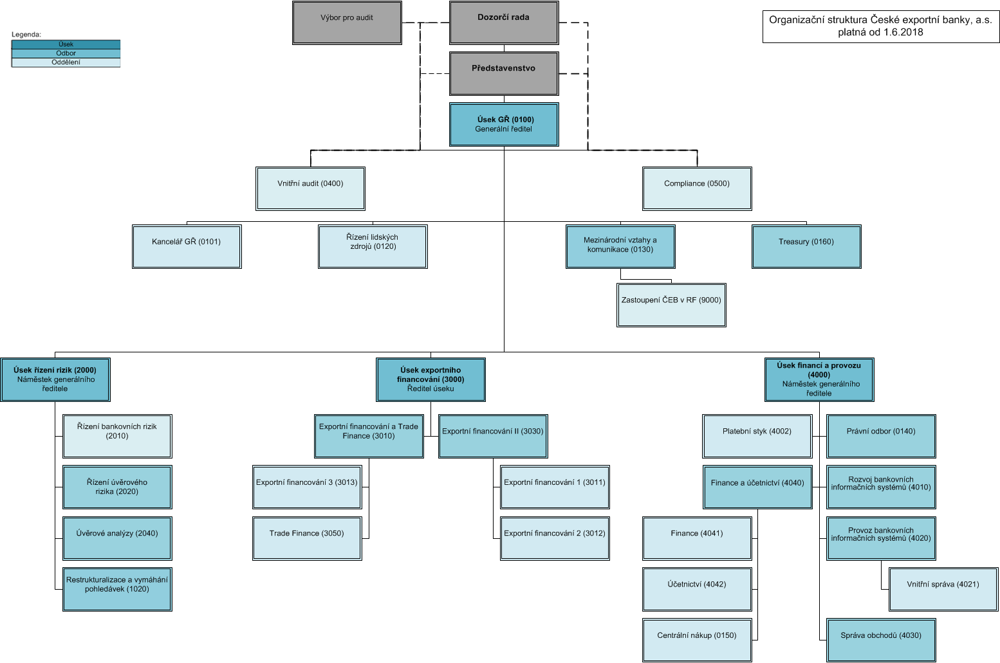 Výbor pro audit
Dozorčí rada
Organizační struktura České exportní banky, a.s.
platná od 1.6.2018
Legenda:
Úsek
Odbor
Oddělení
Představenstvo
Úsek GŘ (0100)
Generální ředitel
Vnitřní audit (0400)
Compliance (0500)
Kancelář GŘ (0101)
Řízení lidských
zdrojů (0120)
Mezinárodní vztahy a
komunikace (0130)
Treasury (0160)
Zastoupení ČEB v RF (9000)
Úsek řízení rizik (2000)
Náměstek generálního
ředitele
Úsek exportního
financování (3000)
Ředitel úseku
Úsek financí a provozu
(4000)
Náměstek generálního
ředitele
Řízení bankovních rizik
(2010)
Exportní financování a Trade
Finance (3010)
Exportní financování II (3030)
Platební styk (4002)
Právní odbor (0140)
Řízení úvěrového
rizika (2020)
Exportní financování 3 (3013)
Exportní financování 1 (3011)
Finance a účetnictví (4040)
Rozvoj bankovních
informačních systémů (4010)
Úvěrové analýzy (2040)
Trade Finance (3050)
Exportní financování 2 (3012)
Finance (4041)
Provoz bankovních
informačních systémů (4020)
Restrukturalizace a vymáhání
pohledávek (1020)
Účetnictví (4042)
Vnitřní správa (4021)
Centrální nákup (0150)
Správa obchodů (4030)